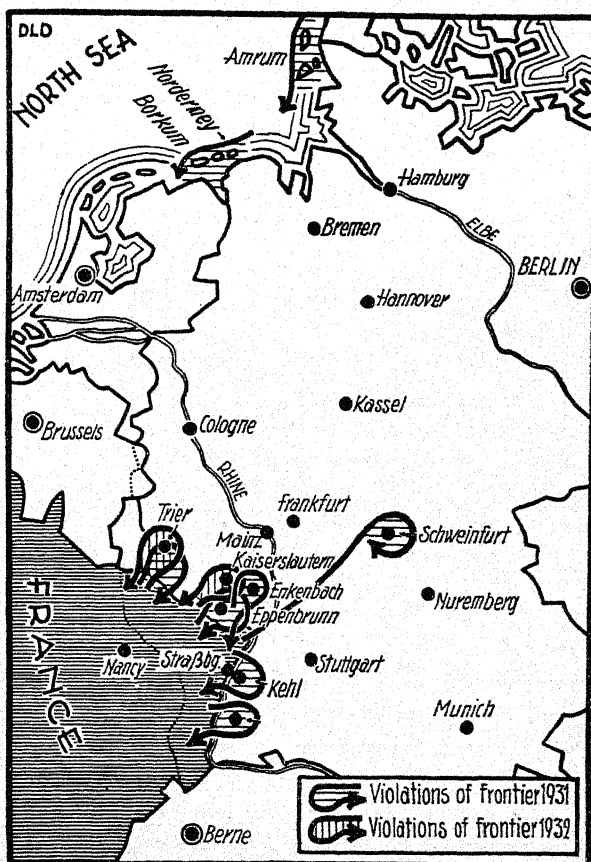 DLD
NORTH SEA
Amrum
Norderney-
Borkum
Hamburg
ELBE
Bremen
BERLIN
Amsterdam
Hannover
Kassel
Brussels
Cologne
RHINE
Frankfurt
Trier
Mainz
Schweinfurt
Kaiserslautern
Enkenbach
Nuremberg
Eppenbrunn
FRANCE
Nancy
Straßbg.
Stuttgart
Kehl
Munich
Violations of Frontier 1931
Violations of Frontier 1932
Berne